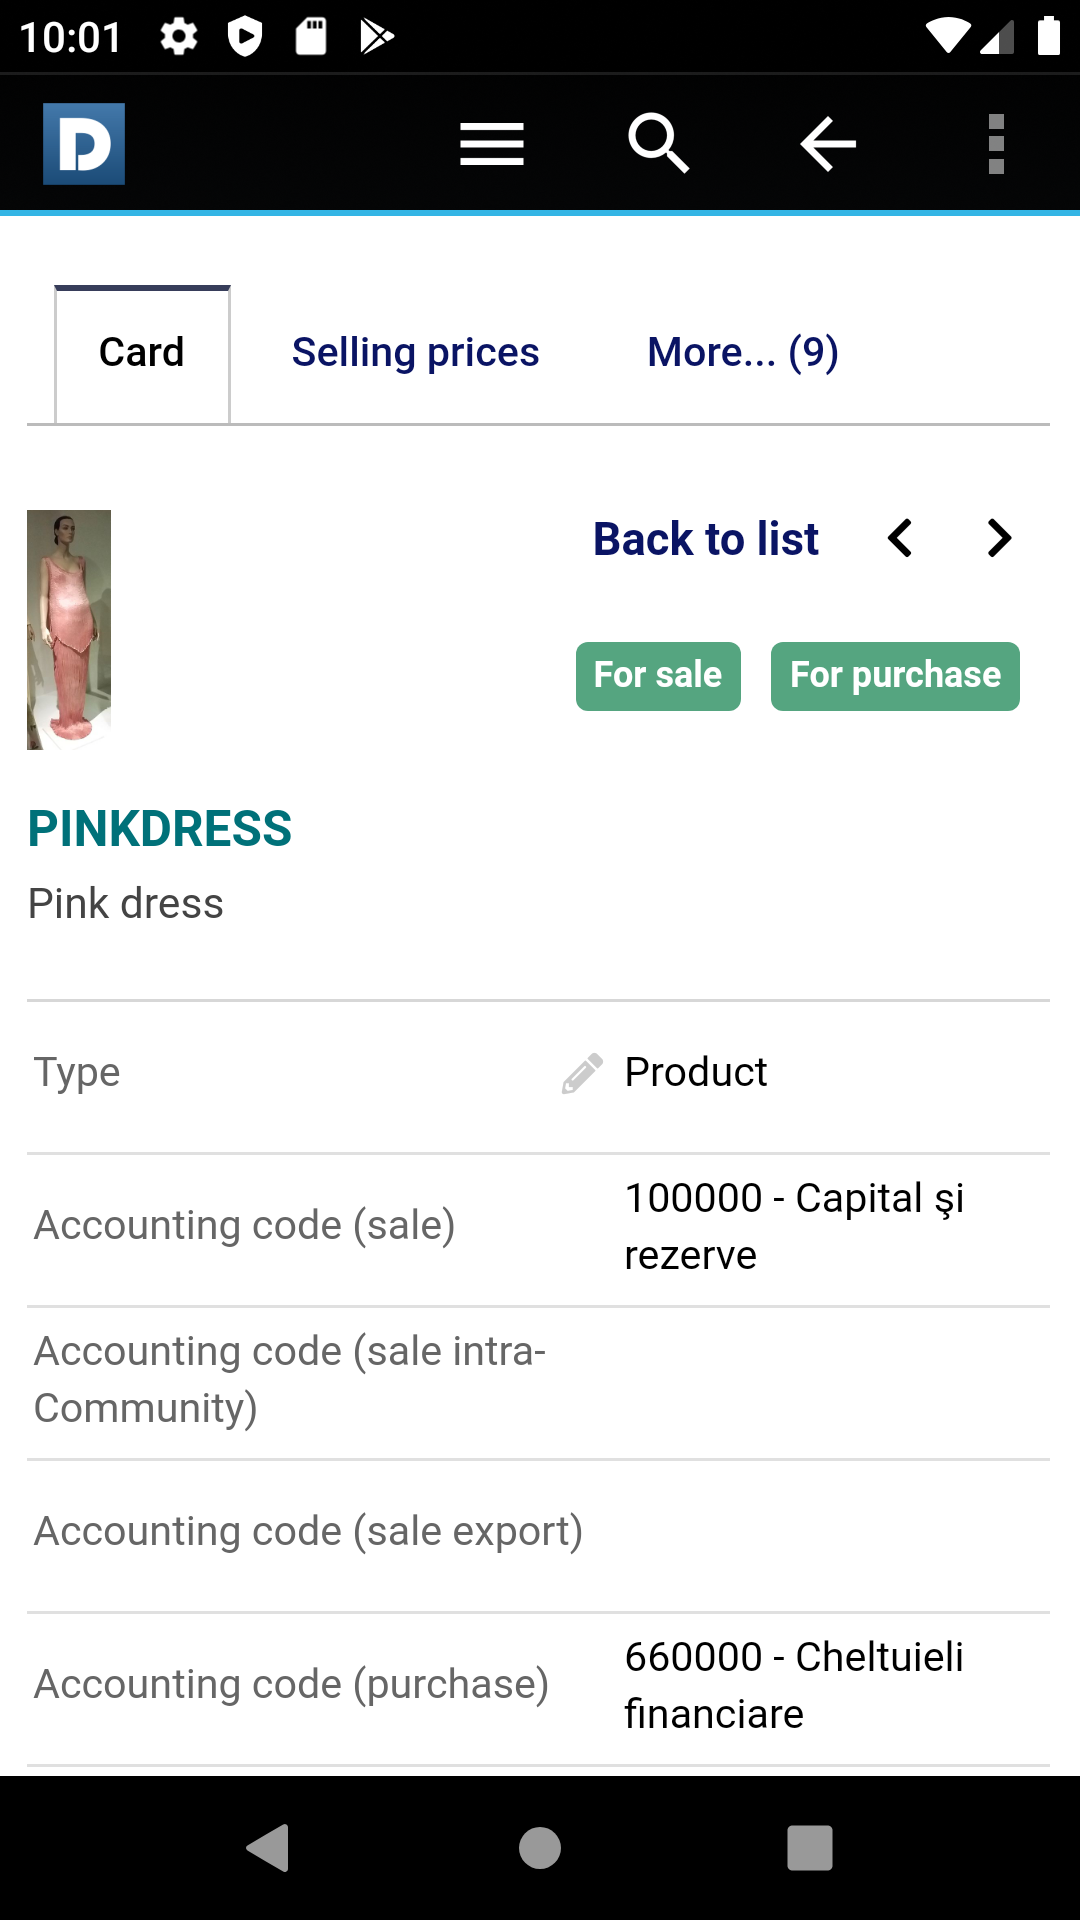 10:01
D
Card
Selling prices
More... (9)
Back to list
For sale
For purchase
PINKDRESS
Pink dress
Type
Product
Accounting code (sale)
100000 - Capital şi
rezerve
Accounting code (sale intra-
Community)
Accounting code (sale export)
Accounting code (purchase)
660000 - Cheltuieli
financiare